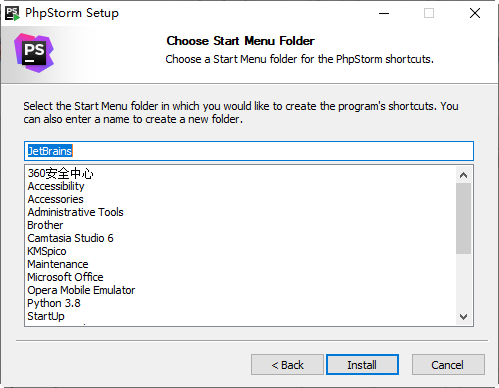 PhpStorm Setup
PS
PS
Choose Start Menu Folder
Choose a Start Menu folder for the PhpStorm shortcuts.
Select the Start Menu folder in which you would like to create the program's shortcuts. You
can also enter a name to create a new folder.
JetBrains
360安全中心
Accessibility
Accessories
Administrative Tools
Brother
Camtasia Studio 6
KMSpico
Maintenance
Microsoft Office
Opera Mobile Emulator
Python 3.8
StartUp
< Back
Install
Cancel